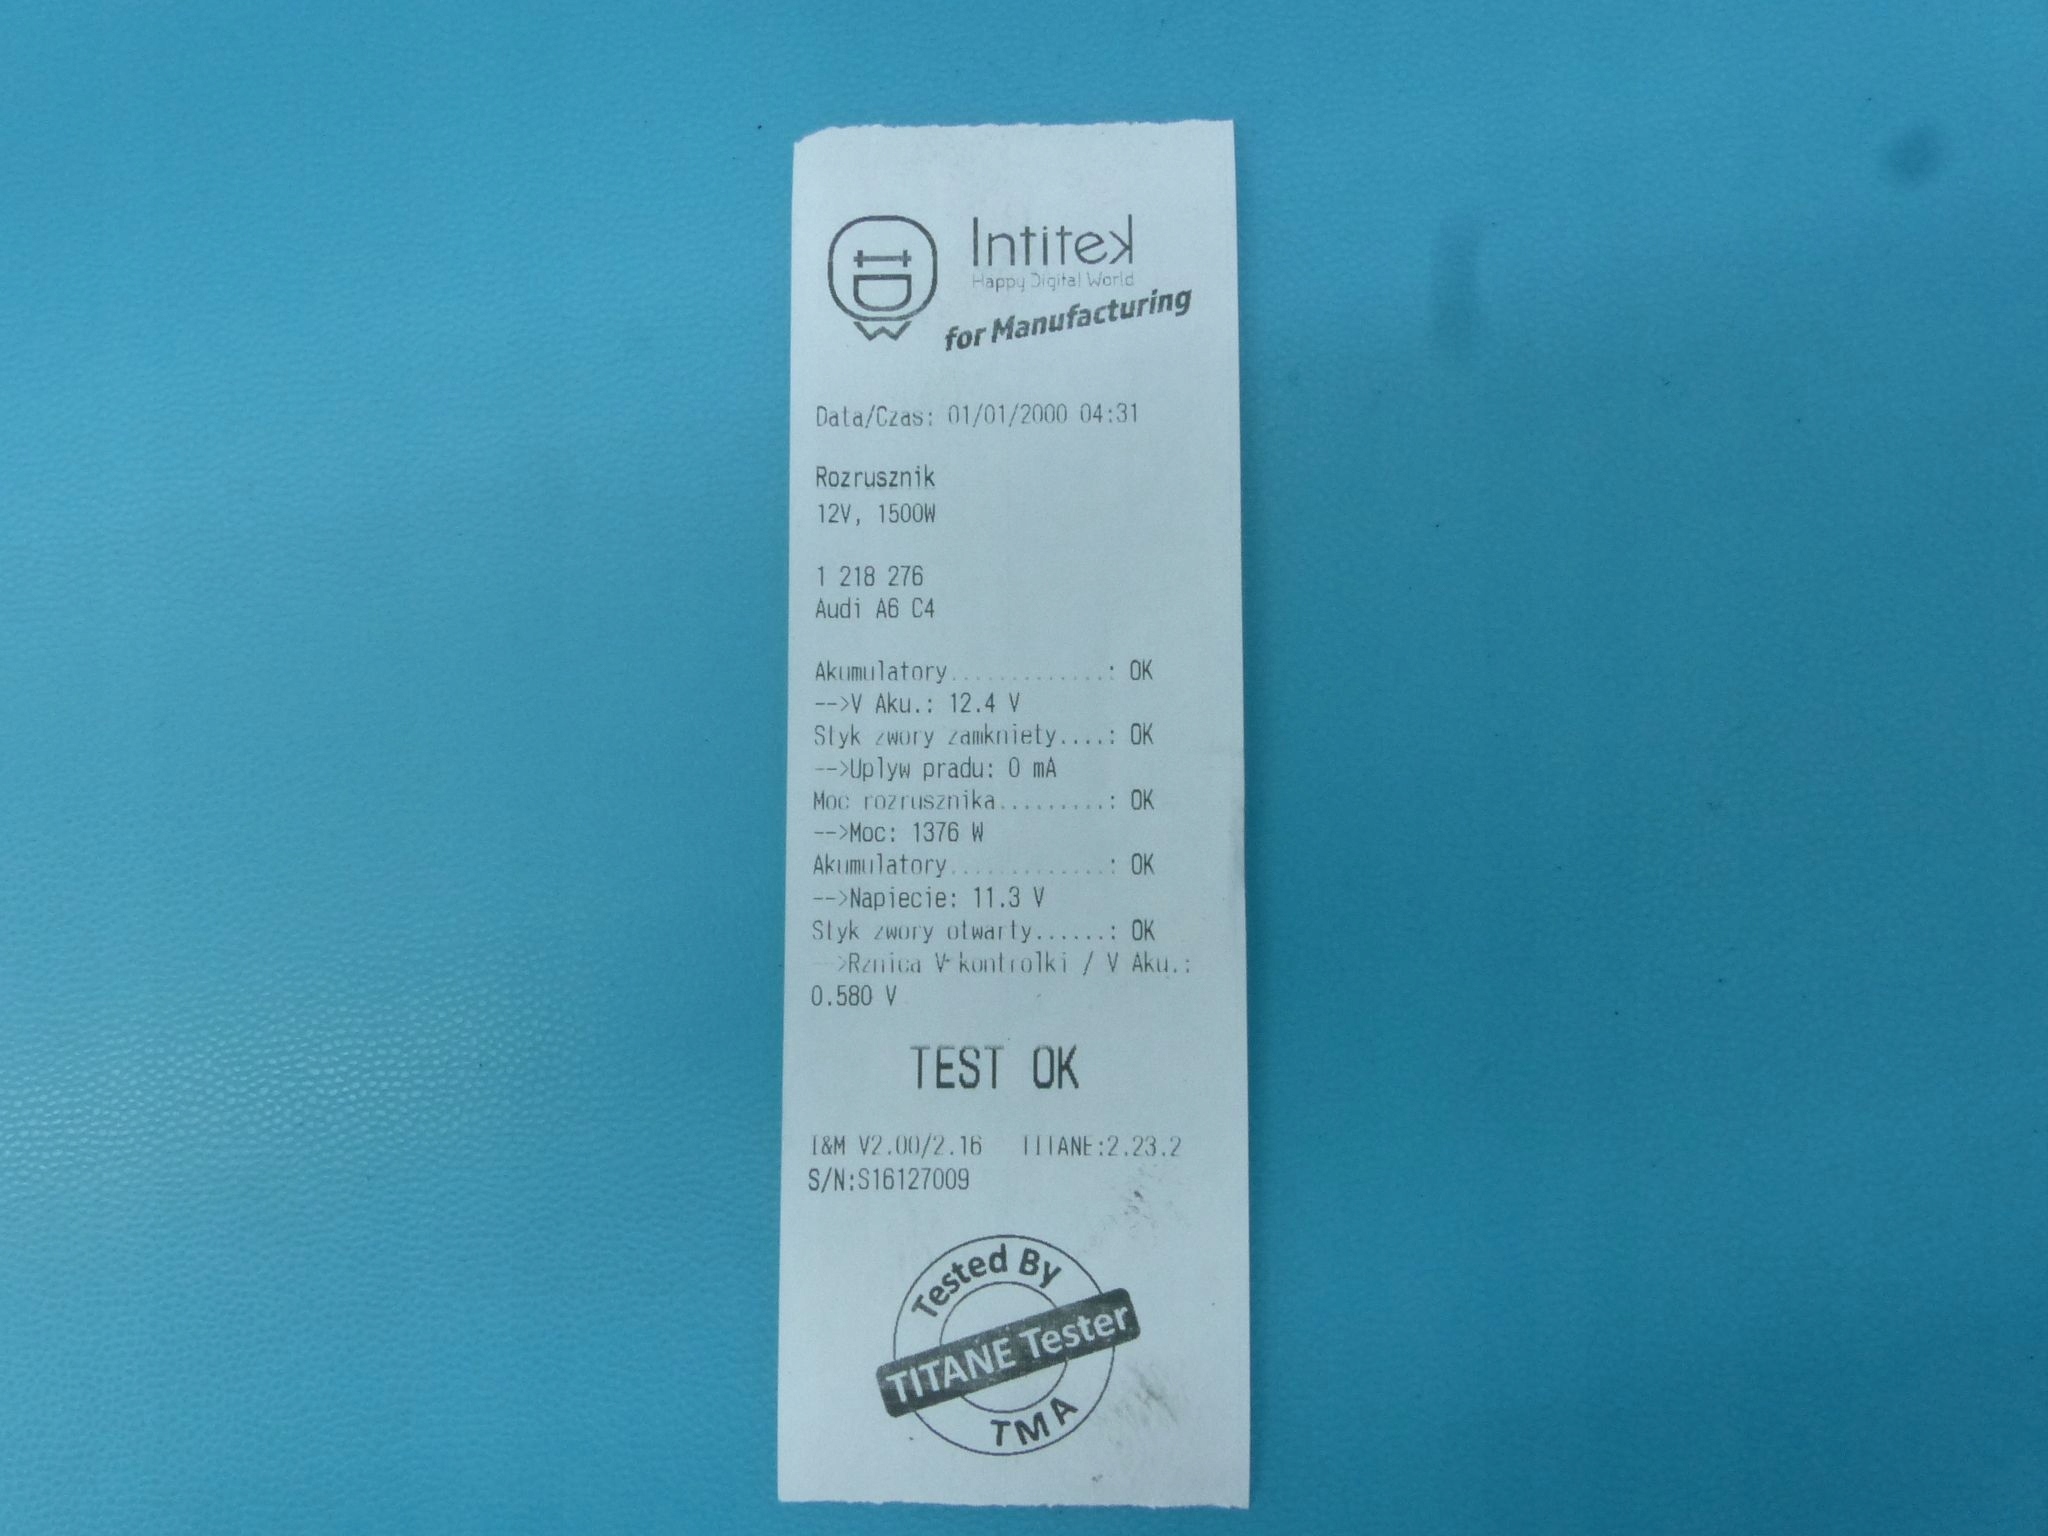 Intitek
Happy Digital World
for Manufacturing
Data/Czas: 01/01/2000 04:31
Rozrusznik
12V, 1500W
1 218 276
Audi A6 C4
Akumulatory.............: OK
-->V Aku.: 12.4 V
Styk zwory zamkniety....: OK
-->Uplyw pradu: 0 mA
Moc rozrusznika.........: OK
-->Moc: 1376 W
Akumulatory.............: OK
-->Napiecie: 11.3 V
Styk zwory otwarty......: OK
-->Rznica V kontrolki / V Aku.:
0.580 V
TEST OK
I&M V2.00/2.16 TITANE:2.23.2
S/N:S16127009
Tested By
TITANE Tester
TMA